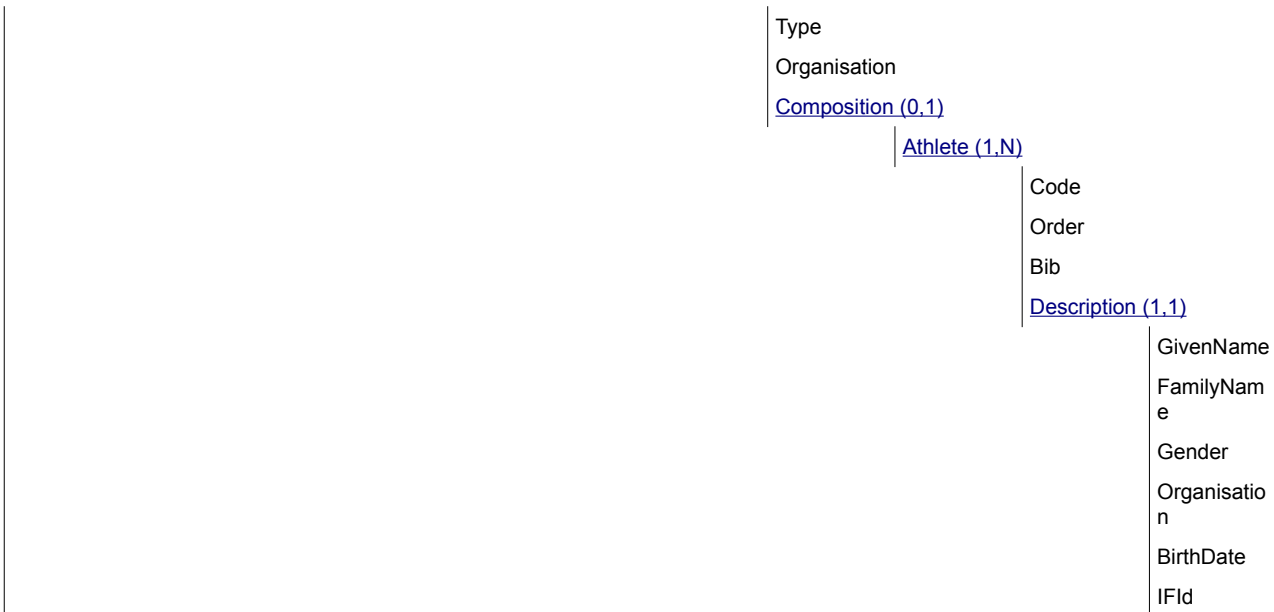 Type
Organisation
Composition (0,1)
Athlete (1,N)
Code
Order
Bib
Description (1,1)
GivenName
FamilyNam
e
Gender
Organisatio
n
BirthDate
IFId